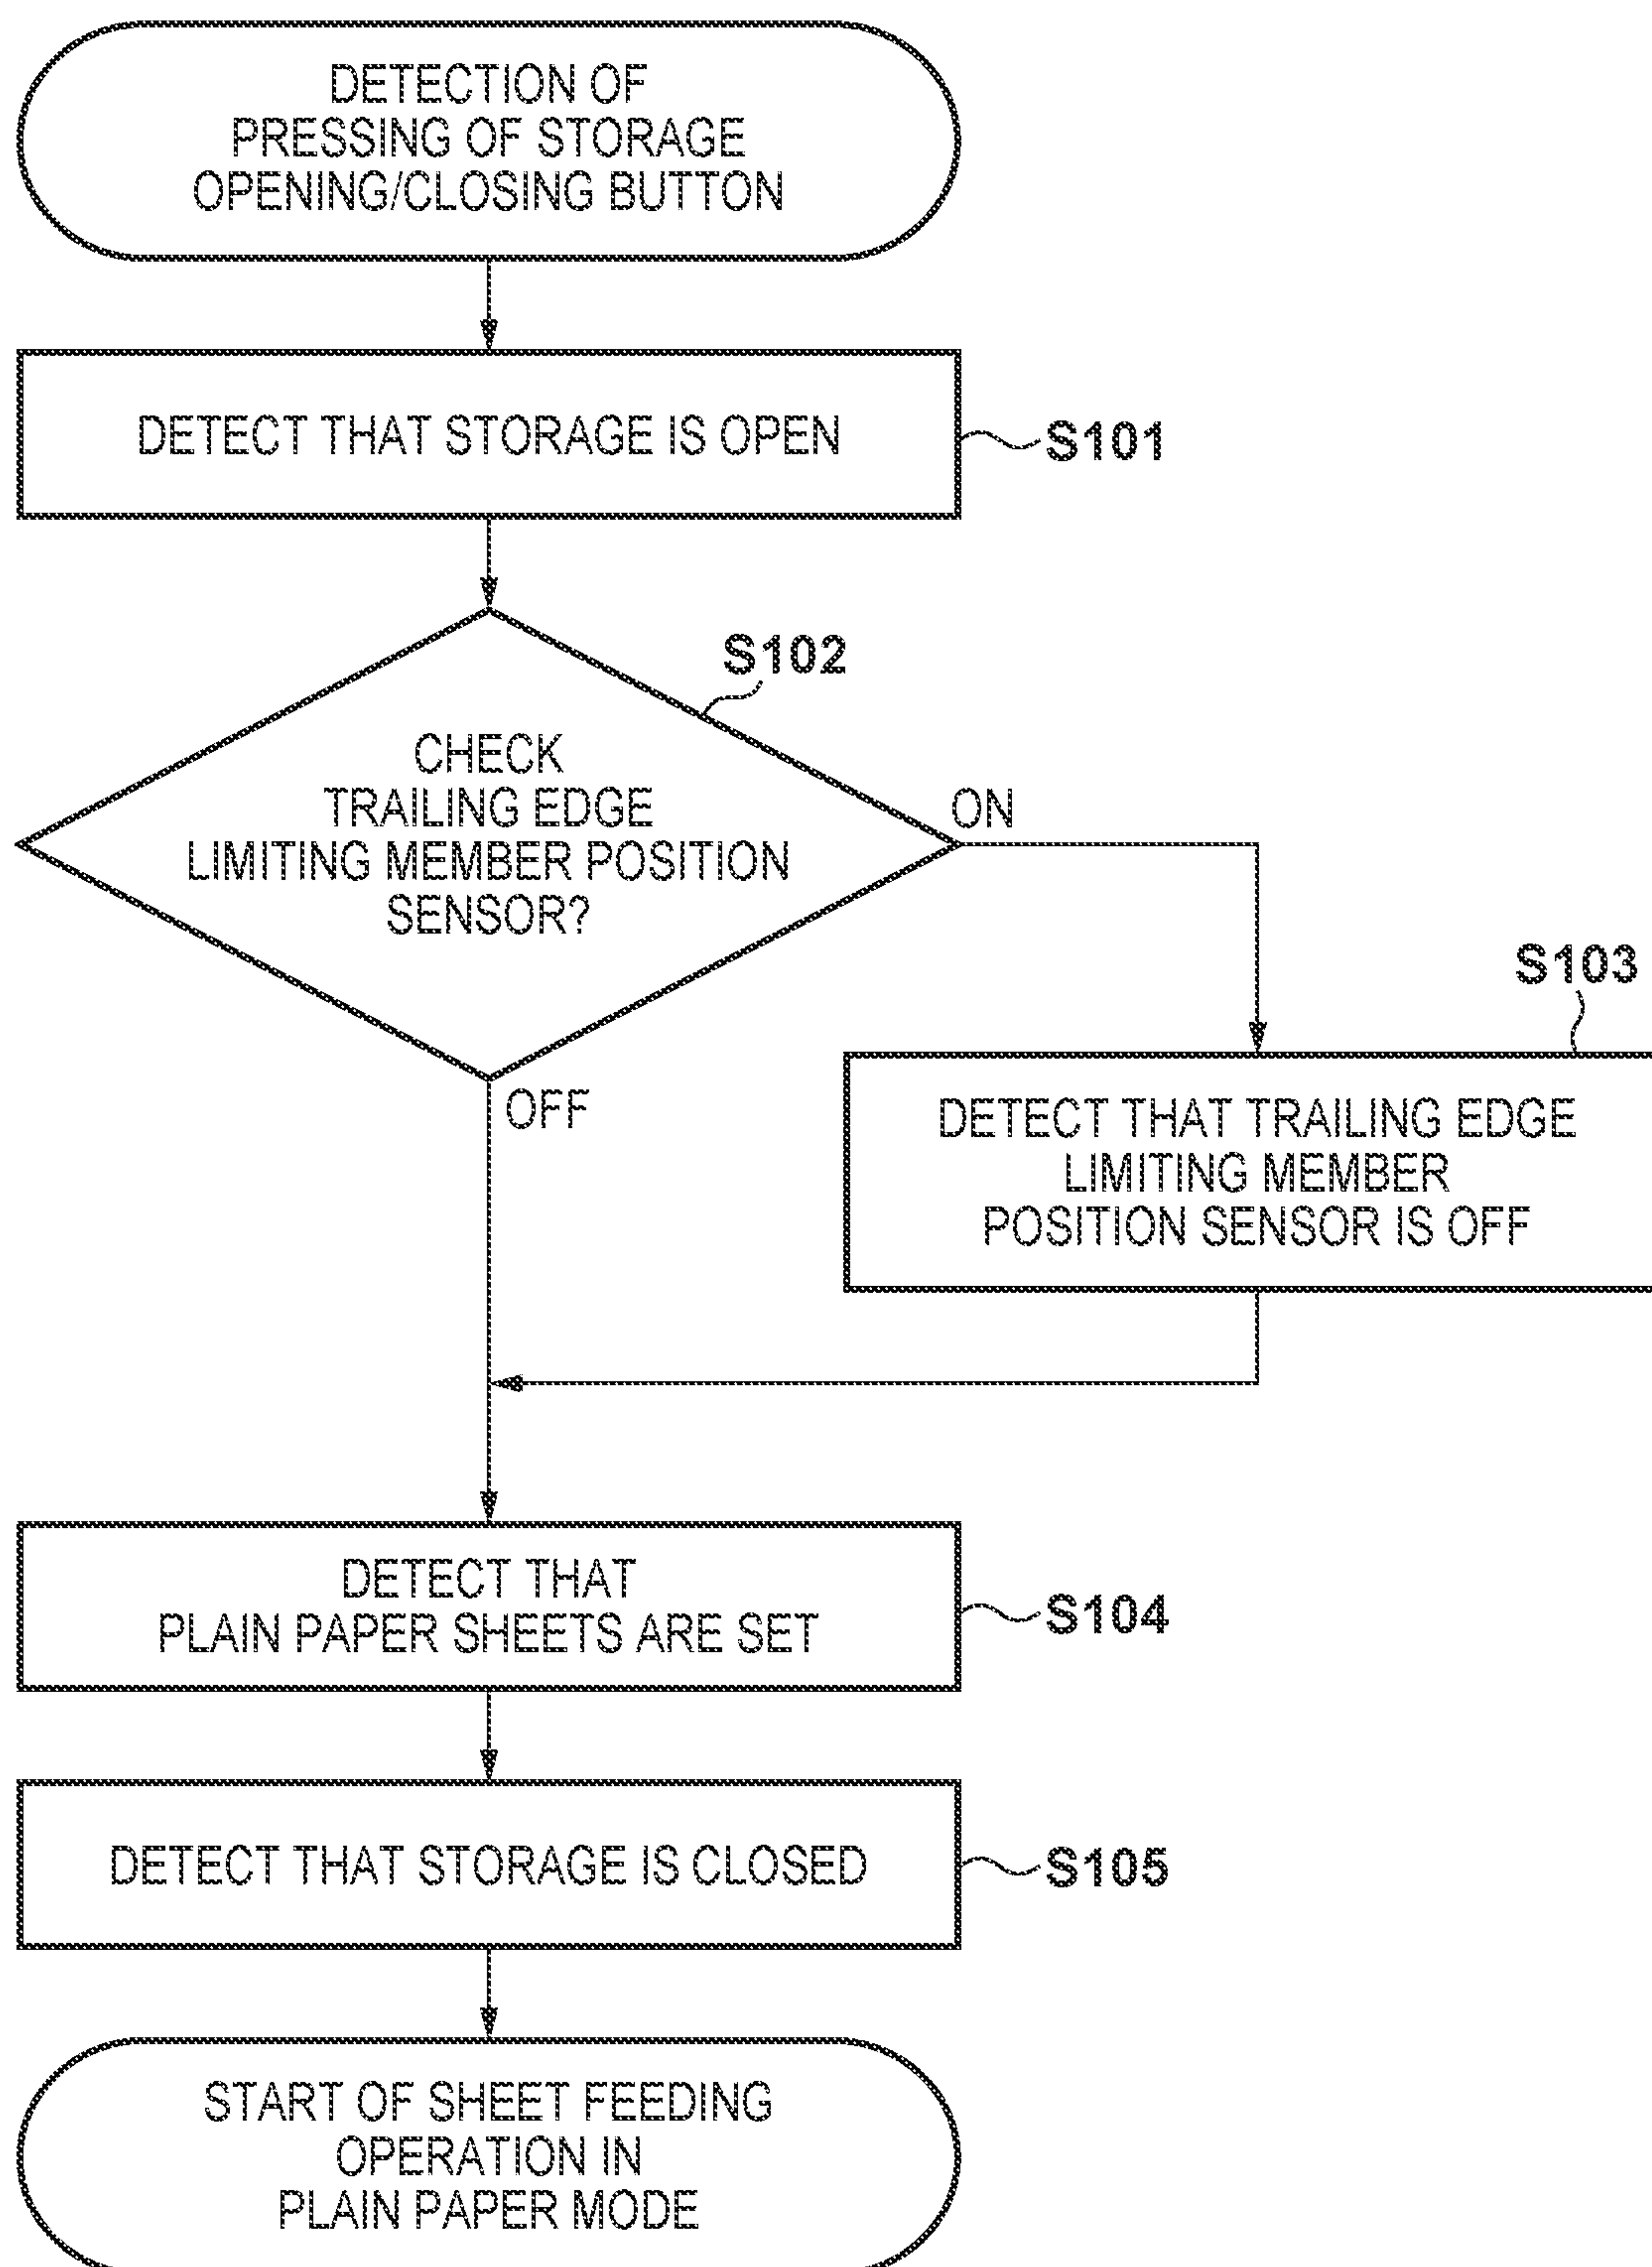 DETECTION OF
PRESSING OF STORAGE
OPENING/CLOSING BUTTON
DETECT THAT STORAGE IS OPEN
S101
S102
CHECK
TRAILING EDGE
LIMITING MEMBER POSITION
SENSOR?
ON
OFF
S103
DETECT THAT TRAILING EDGE
LIMITING MEMBER
POSITION SENSOR IS OFF
DETECT THAT
PLAIN PAPER SHEETS ARE SET
S104
DETECT THAT STORAGE IS CLOSED
S105
START OF SHEET FEEDING
OPERATION IN
PLAIN PAPER MODE